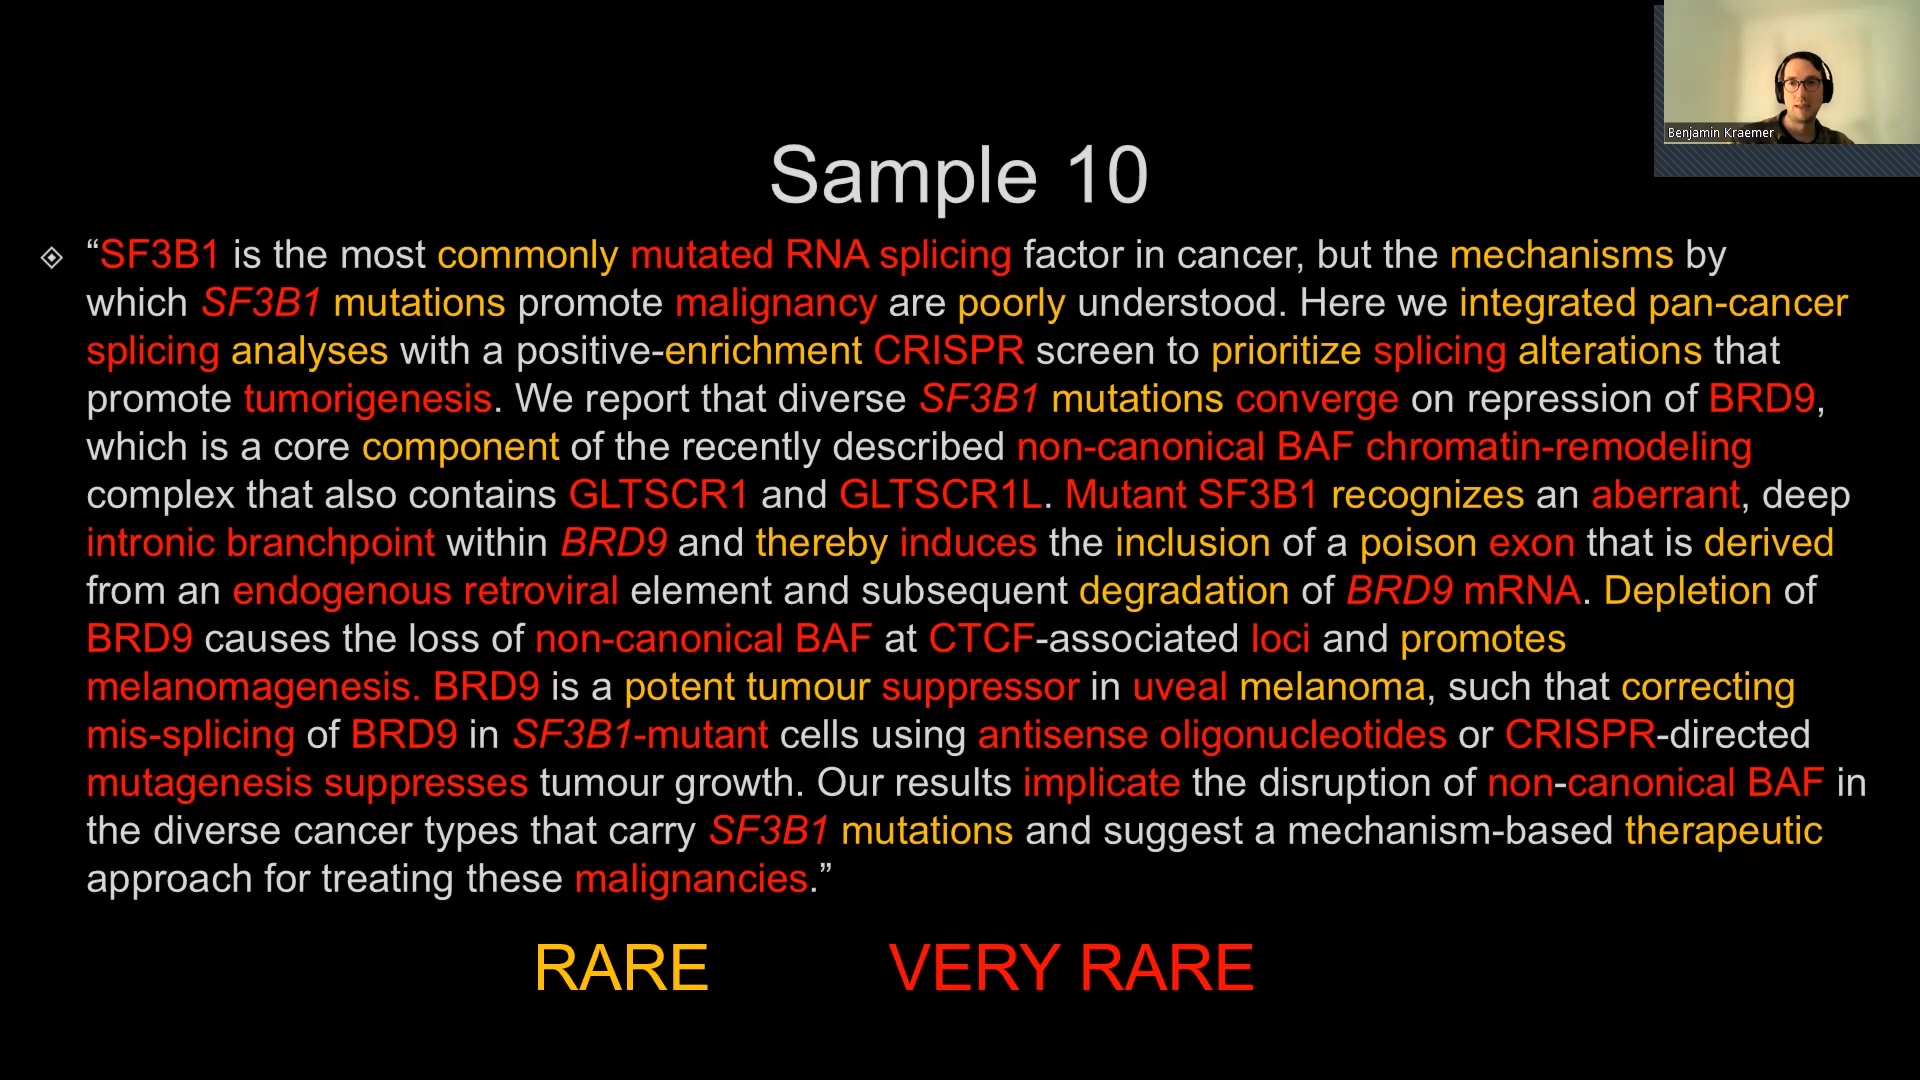 Benjamin Kraemer
Sample 10
“SF3B1 is the most commonly mutated RNA splicing factor in cancer, but the mechanisms by
which SF3B1 mutations promote malignancy are poorly understood. Here we integrated pan-cancer
splicing analyses with a positive-enrichment CRISPR screen to prioritize splicing alterations that
promote tumorigenesis. We report that diverse SF3B1 mutations converge on repression of BRD9,
which is a core component of the recently described non-canonical BAF chromatin-remodeling
complex that also contains GLTSCR1 and GLTSCR1L. Mutant SF3B1 recognizes an aberrant, deep
intronic branchpoint within BRD9 and thereby induces the inclusion of a poison exon that is derived
from an endogenous retroviral element and subsequent degradation of BRD9 mRNA. Depletion of
BRD9 causes the loss of non-canonical BAF at CTCF-associated loci and promotes
melanomagenesis. BRD9 is a potent tumour suppressor in uveal melanoma, such that correcting
mis-splicing of BRD9 in SF3B1-mutant cells using antisense oligonucleotides or CRISPR-directed
mutagenesis suppresses tumour growth. Our results implicate the disruption of non-canonical BAF in
the diverse cancer types that carry SF3B1 mutations and suggest a mechanism-based therapeutic
approach for treating these malignancies.”
RARE VERY RARE